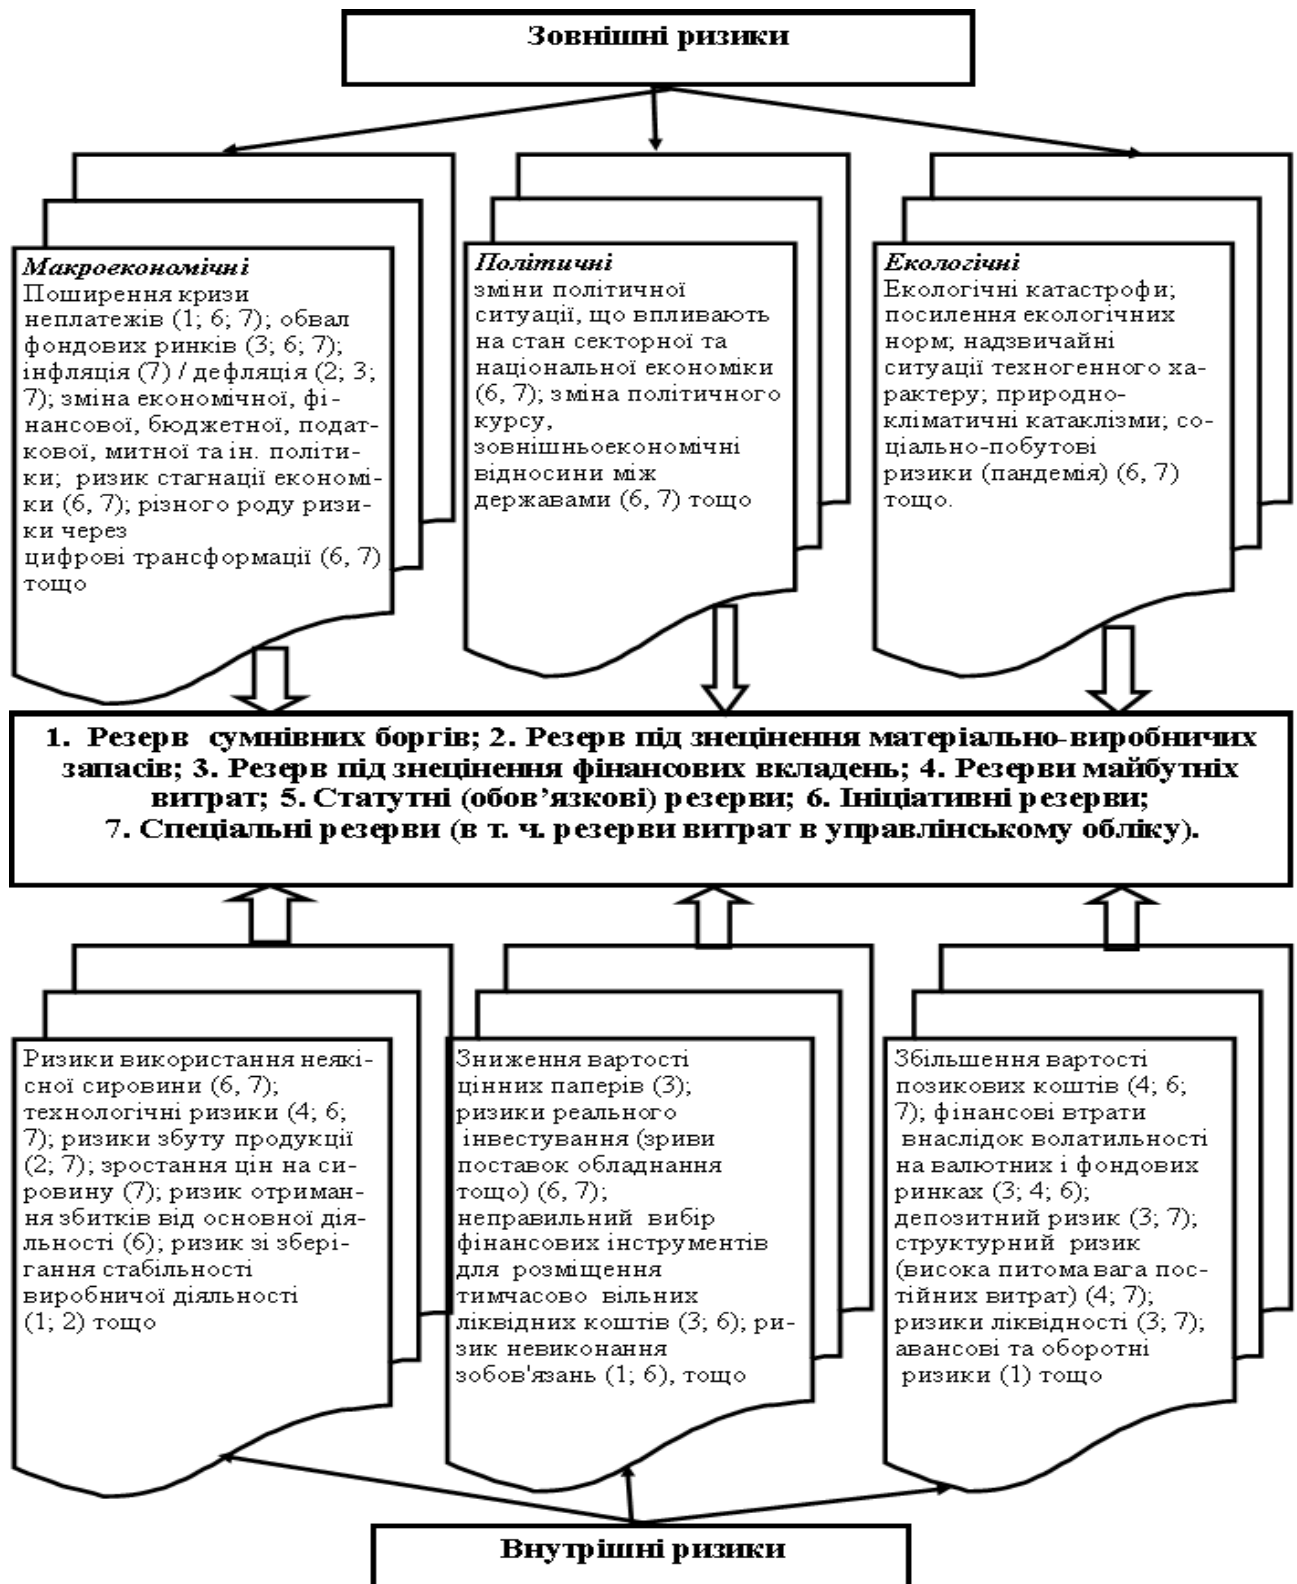 Зовнішні ризики
Макроекономічні
Поширення кризи
неплатежів (1; 6; 7); обвал
фондових ринків (3; 6; 7);
інфляція (7) / дефляція (2; 3;
7); зміна економічної, фі-
нансової, бюджетної, подат-
кової, митної та ін. політи-
ки; ризик стагнації економі-
ки (6, 7); різного роду ризи-
ки через
цифрові трансформації (6, 7)
тощо
Політичні
зміни політичної
ситуації, що впливають
на стан секторної та
національної економіки
(6, 7); зміна політичного
курсу,
зовнішньоекономічні
відносини між
державами (6, 7) тощо
Екологічні
Екологічні катастрофи;
посилення екологічних
норм; надзвичайні
ситуації техногенного ха-
рактеру; природно-
кліматичні катаклізми; со-
ціально-побутові
ризики (пандемія) (6, 7)
тощо.
1. Резерв сумнівних боргів; 2. Резерв під знецінення матеріально-виробничих
запасів; 3. Резерв під знецінення фінансових вкладень; 4. Резерви майбутніх
витрат; 5. Статутні (обов’язкові) резерви; 6. Ініціативні резерви;
7. Спеціальні резерви (в т. ч. резерви витрат в управлінському обліку).
Ризики використання неякі-
сної сировини (6, 7);
технологічні ризики (4; 6;
7); ризики збуту продукції
(2; 7); зростання цін на си-
ровину (7); ризик отриман-
ня збитків від основної дія-
льності (6); ризик зі збері-
гання стабільності
виробничої діяльності
(1; 2) тощо
Зниження вартості
цінних паперів (3);
ризики реального
інвестування (зриви
поставок обладнання
тощо) (6, 7);
неправильний вибір
фінансових інструментів
для розміщення
тимчасово вільних
ліквідних коштів (3; 6); ри-
зик невиконання
зобов'язань (1; 6), тощо
Збільшення вартості
позикових коштів (4; 6;
7); фінансові втрати
внаслідок волатильності
на валютних і фондових
ринках (3; 4; 6);
депозитний ризик (3; 7);
структурний ризик
(висока питома вага пос-
тійних витрат) (4; 7);
ризики ліквідності (3; 7);
авансові та оборотні
ризики (1) тощо
Внутрішні ризики